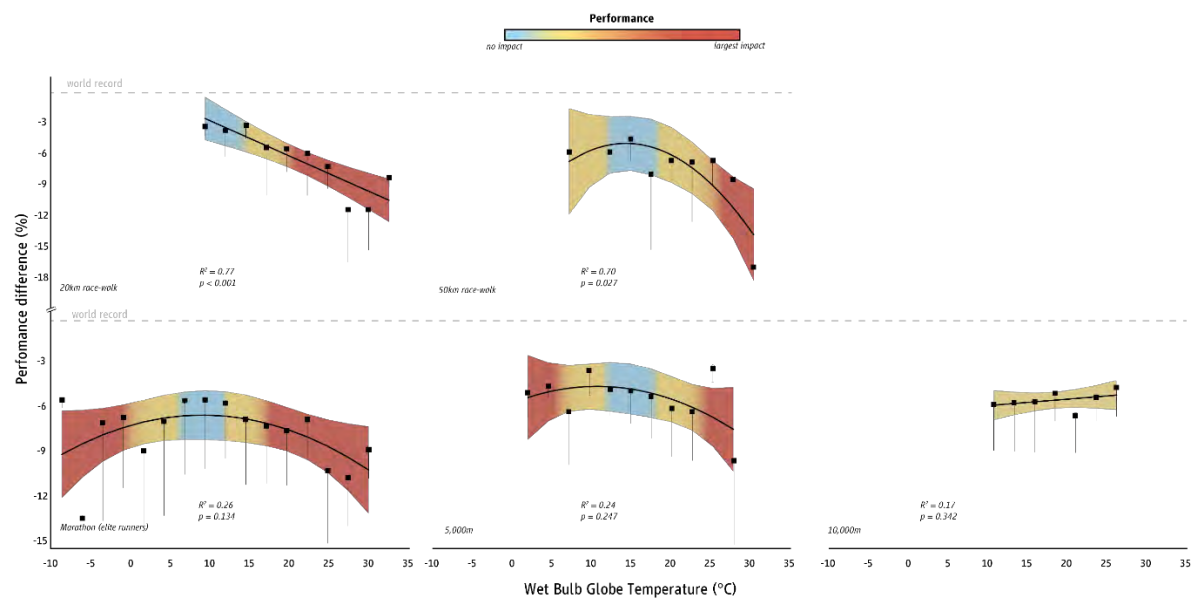 Performance
no impact
largest impact
world record
-3
-6
-9
-12
-15
-18
R² = 0.77
p < 0.001
20km race-walk
R² = 0.70
p = 0.027
50km race-walk
Perfomance difference (%)
world record
-3
-6
-9
-12
-15
R² = 0.26
p = 0.134
Marathon (elite runners)
R² = 0.24
p = 0.247
5,000m
R² = 0.17
p = 0.342
10,000m
-10 -5 0 5 10 15 20 25 30 35
-10 -5 0 5 10 15 20 25 30 35
-10 -5 0 5 10 15 20 25 30 35
Wet Bulb Globe Temperature (°C)